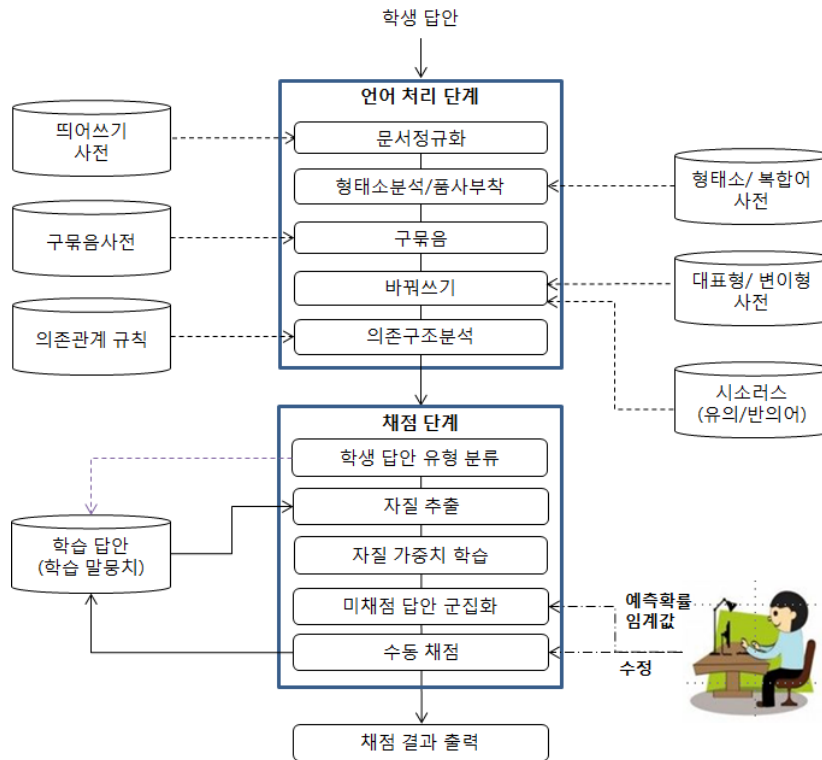 학생 답안
언어 처리 단계
띄어쓰기
사전
문서정규화
형태소분석/품사부착
형태소/ 복합어
사전
구묶음사전
구묶음
바꿔쓰기
대표형/ 변이형
사전
의존관계 규칙
의존구조분석
시소러스
(유의/반의어)
채점 단계
학생 답안 유형 분류
자질 추출
학습 답안
(학습 말뭉치)
자질 가중치 학습
미채점 답안 군집화
예측확률
임계값
수동 채점
수정
채점 결과 출력